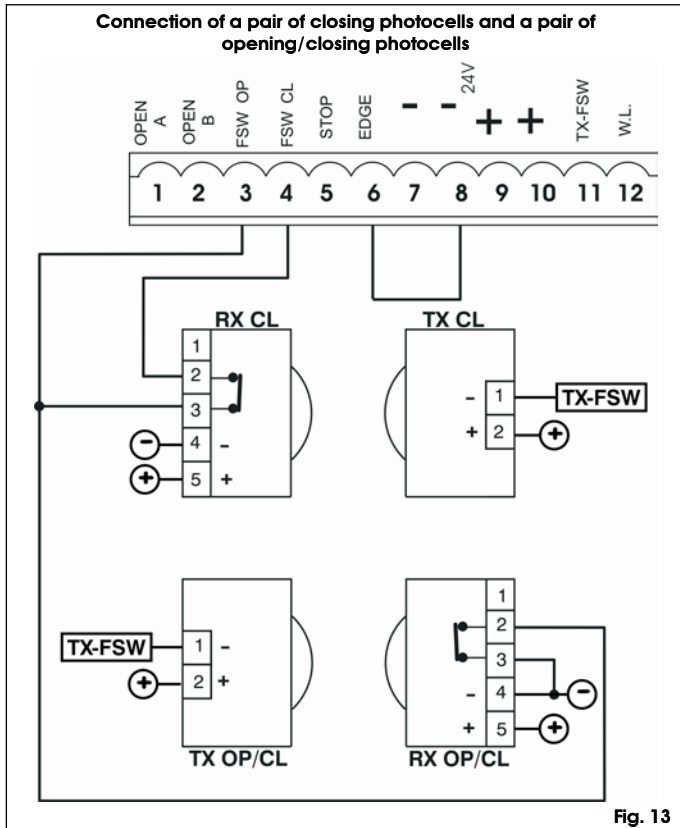 Connection of a pair of closing photocells and a pair of
opening/closing photocells
OPEN A
OPEN B
FSW OP
FSW CL
STOP
EDGE
-
-
24V
+
+
TX-FSW
W.L.
1 2 3 4 5 6 7 8 9 10 11 12
RX CL
1
2
3
4 -
5 +
-
+
TX CL
- 1
+ 2
TX-FSW
+
TX-FSW
+
1 -
2 +
TX OP/CL
1
2
3
- 4
+ 5
-
+
RX OP/CL
Fig. 13